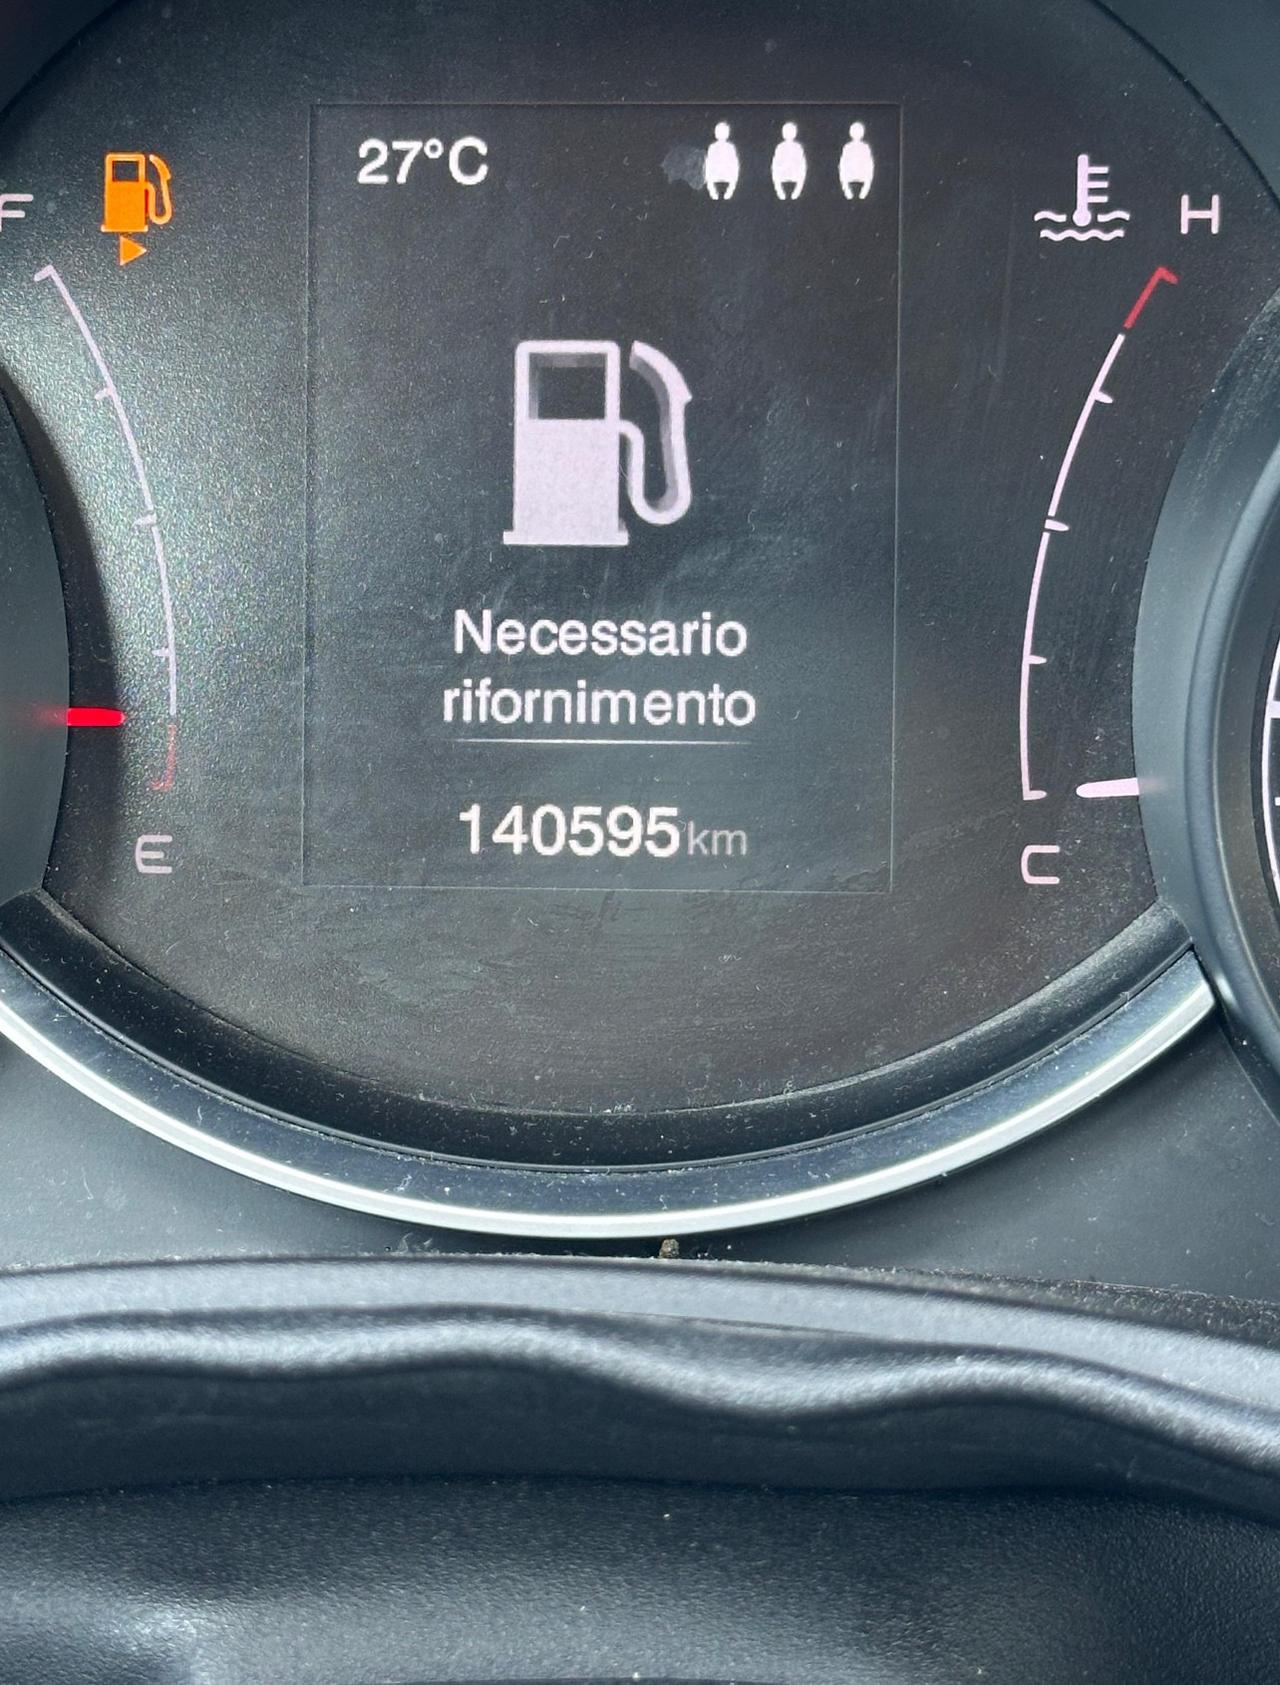 27°C
F
H
Necessario
rifornimento
140595km
E
C